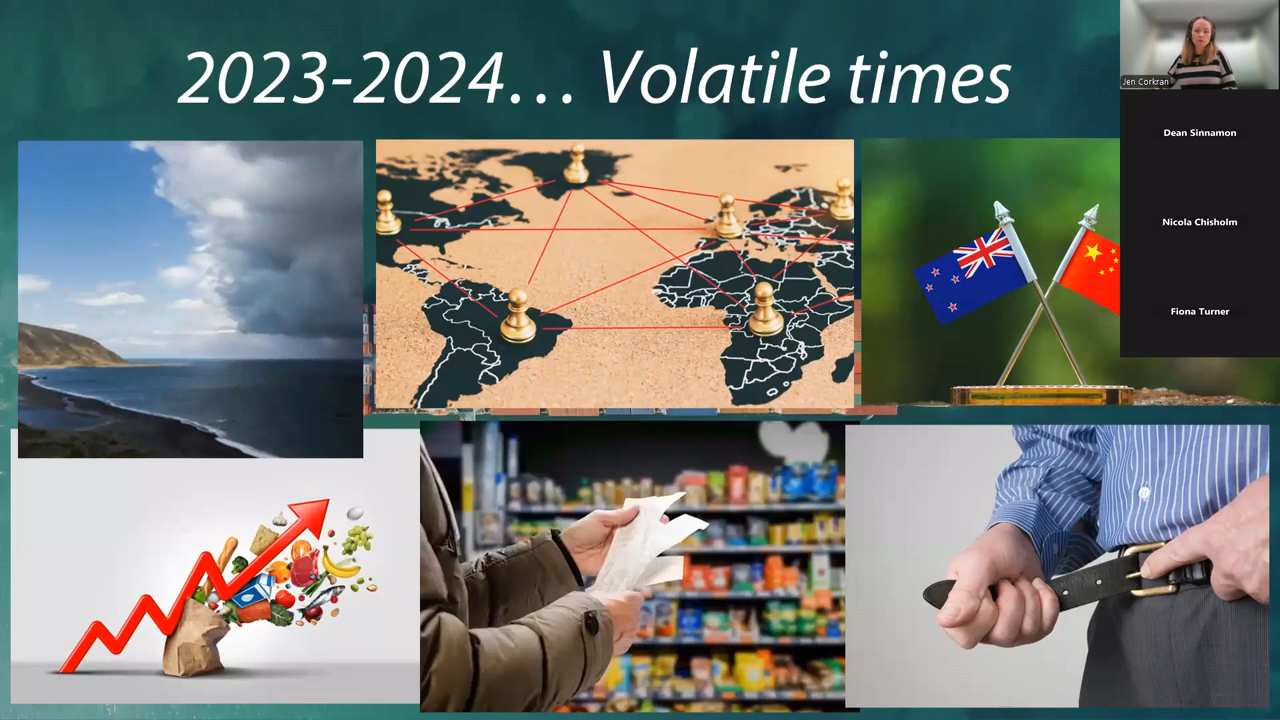 2023-2024... Volatile times
Jen Corkran
Dean Sinnamon
Nicola Chisholm
Fiona Turner